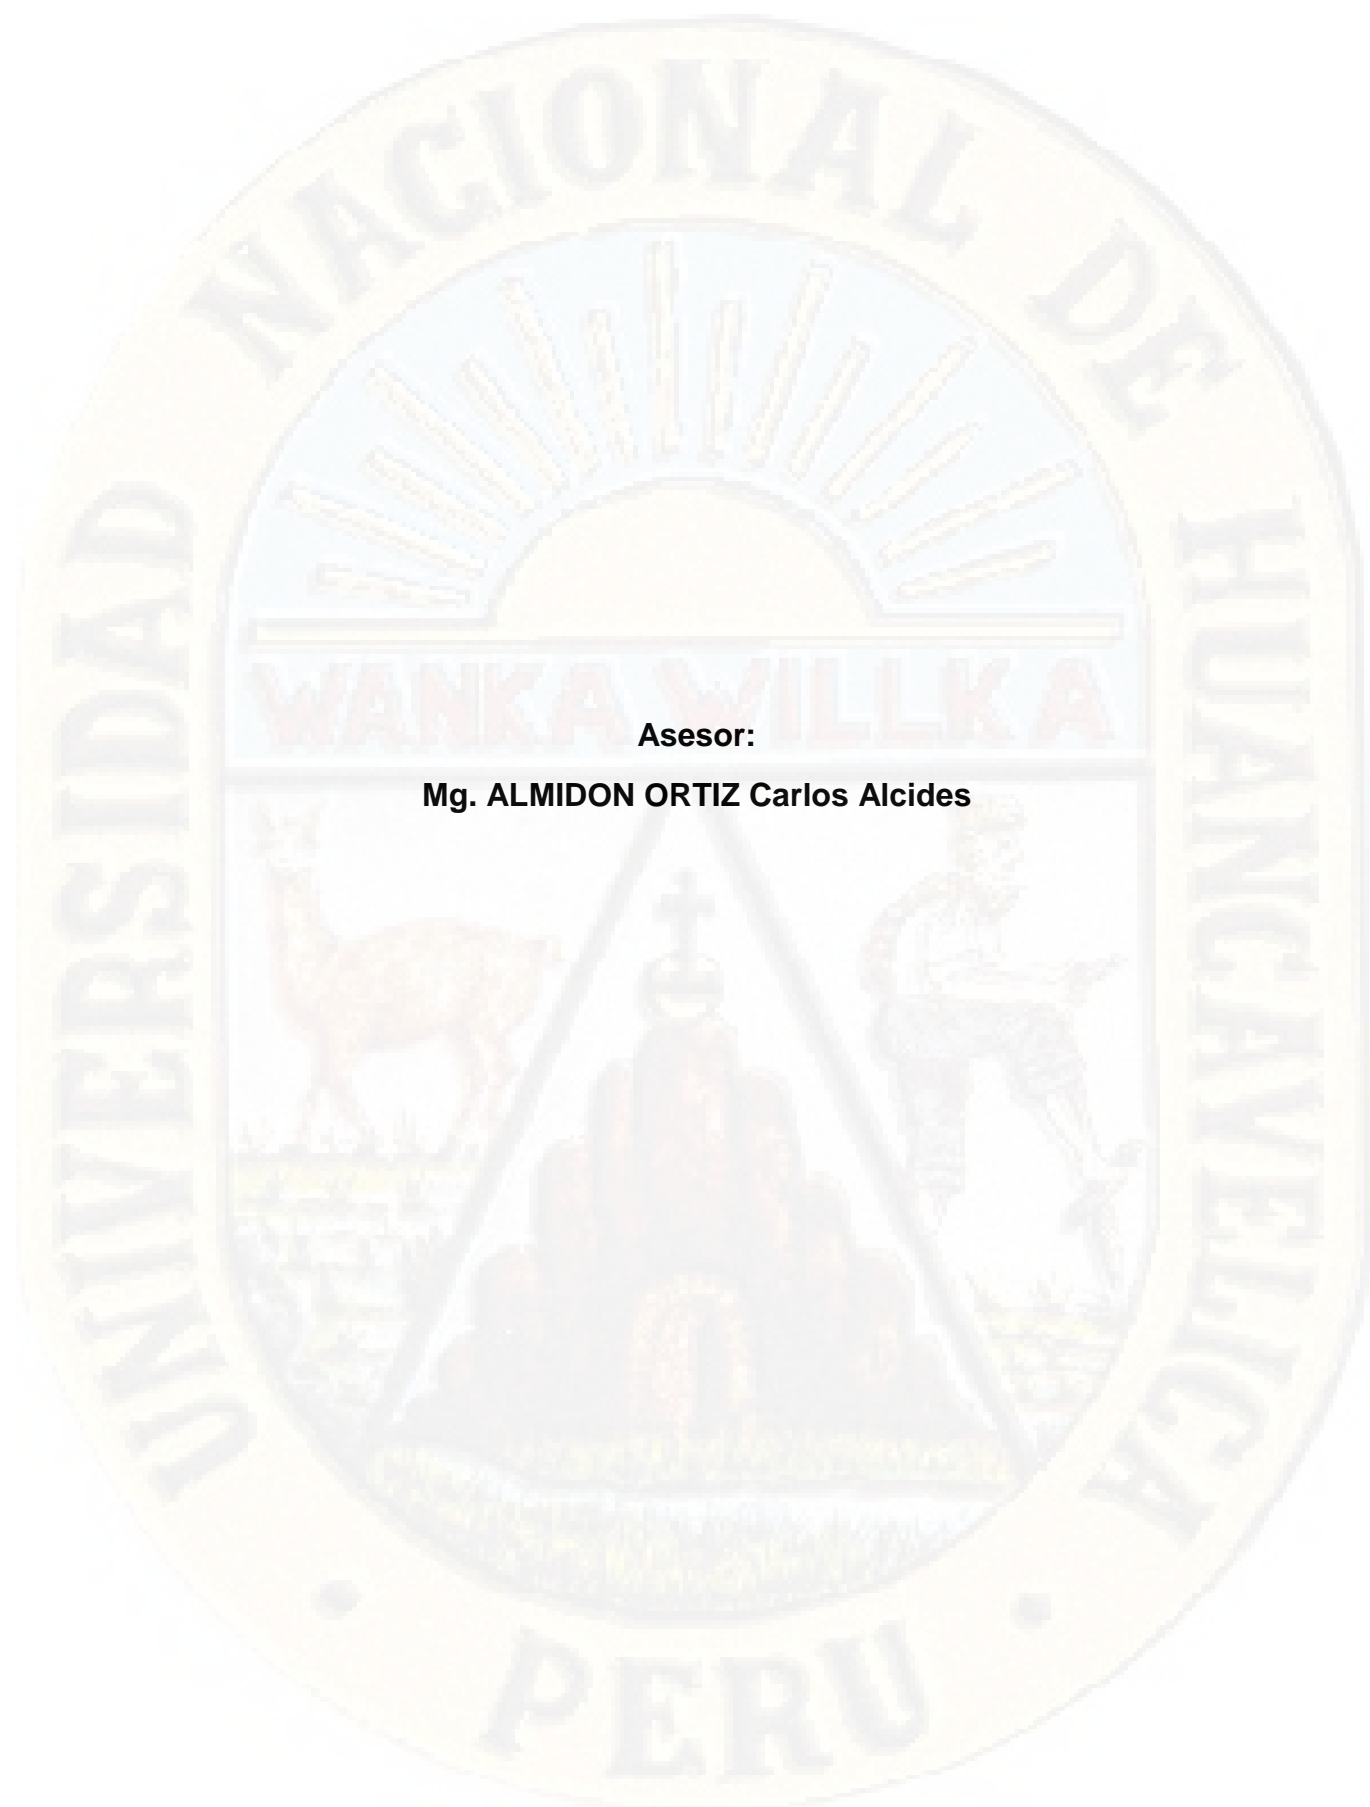 UNIVERSIDAD NACIONAL DE HUANCAVELICA
WANKA WILLKA
Asesor:
Mg. ALMIDON ORTIZ Carlos Alcides
PERU